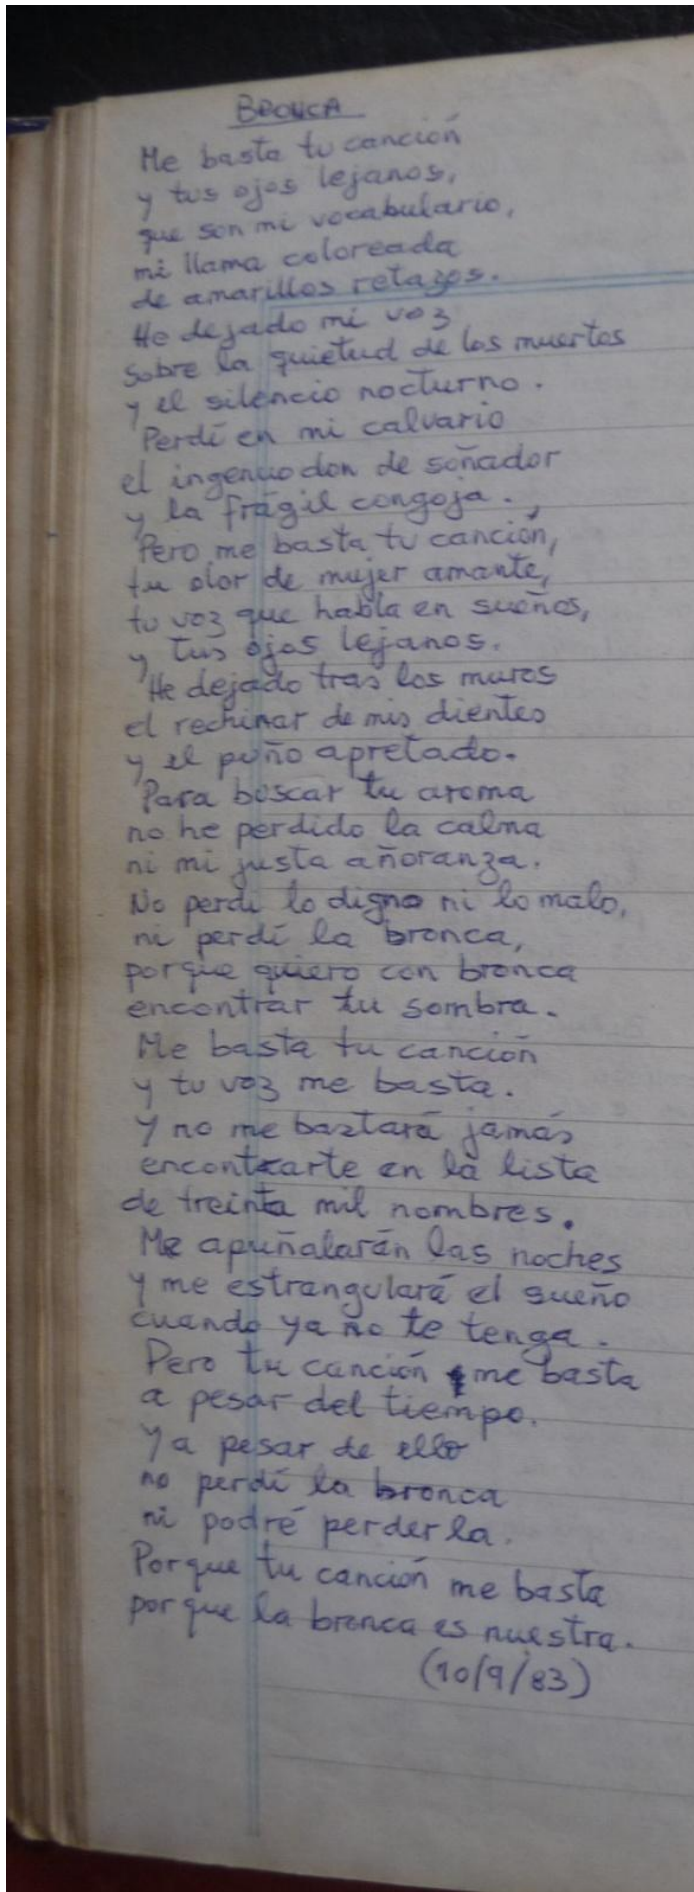 BRONCA
Me basta tu canción
y tus ojos lejanos,
que son mi vocabulario,
mi llama coloreada
de amarillos retazos.
He dejado mi voz
sobre la quietud de los muertos
y el silencio nocturno.
Perdí en mi calvario
el ingenuo don de soñador
y la frágil congoja.
Pero me basta tu canción,
tu olor de mujer amante,
tu voz que habla en sueños,
y tus ojos lejanos.
He dejado tras los muros
el rechinar de mis dientes
y el puño apretado.
Para buscar tu aroma
no he perdido la calma
ni mi justa añoranza.
No perdí lo digno ni lo malo,
ni perdí la bronca,
porque quiero con bronca
encontrar tu sombra.
Me basta tu canción
y tu voz me basta.
Y no me bastará jamás
encontrarte en la lista
de treinta mil nombres.
Me apuñalarán las noches
y me estrangulará el sueño
cuando ya no te tenga.
Pero tu canción me basta
a pesar del tiempo.
Y a pesar de ello
no perdí la bronca
ni podré perderla.
Porque tu canción me basta
porque la bronca es nuestra.
(10/9/83)